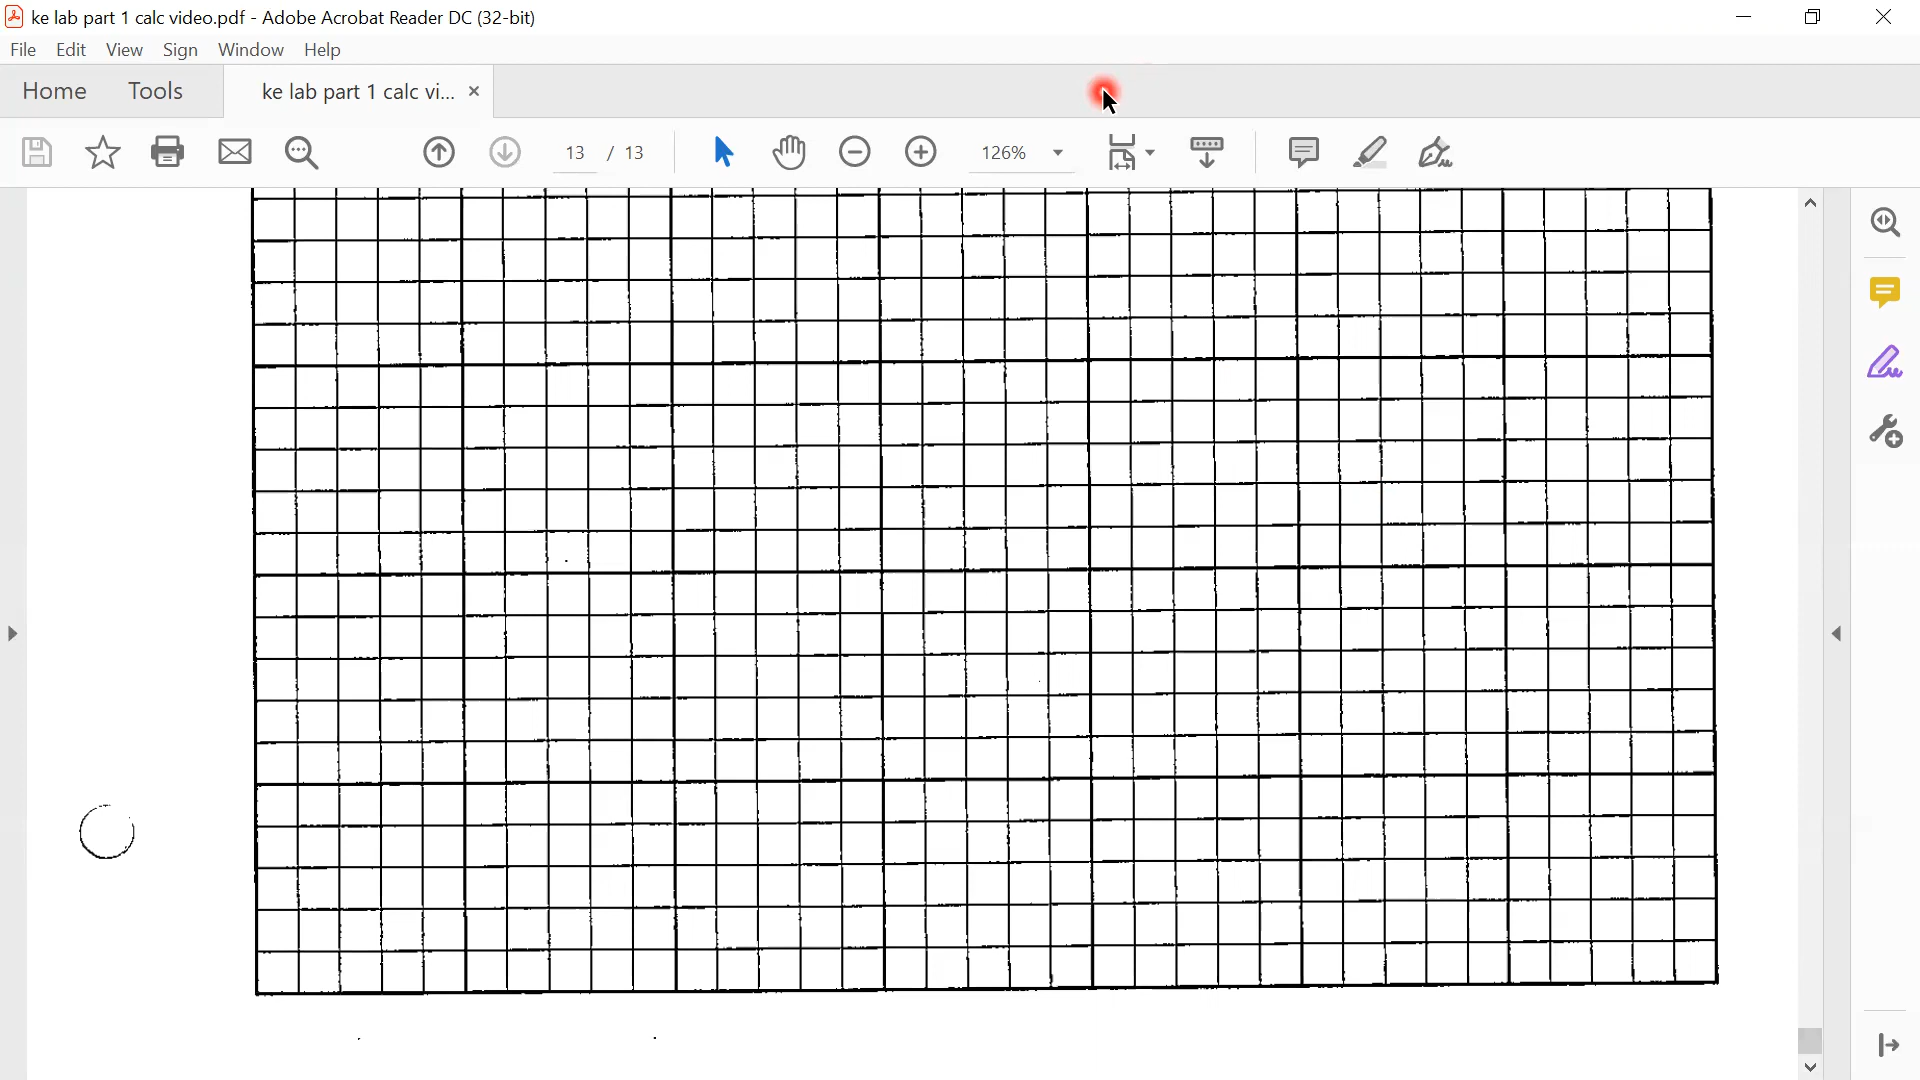 ke lab part 1 calc video.pdf - Adobe Acrobat Reader DC (32-bit)
File Edit View Sign Window Help
Home Tools ke lab part 1 calc vi... ×
13 / 13 126%